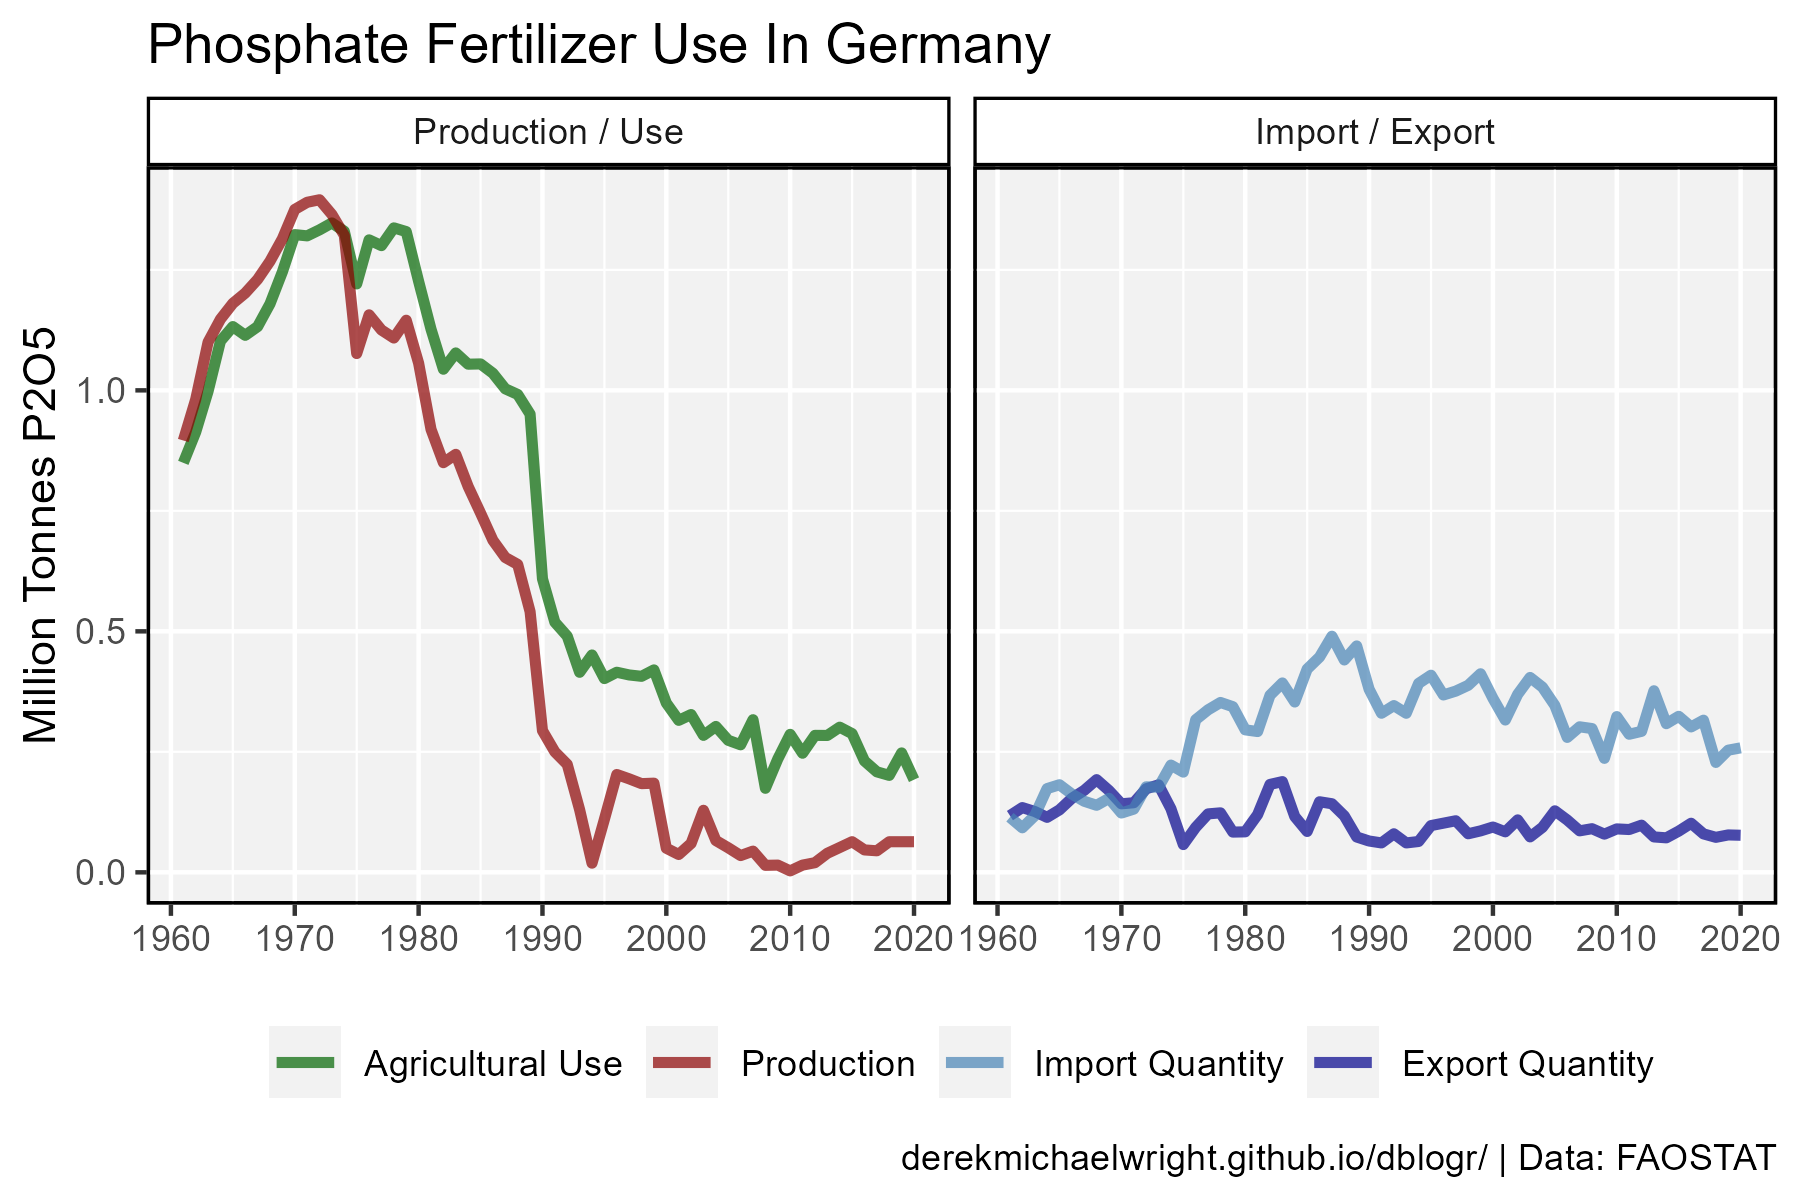 Phosphate Fertilizer Use In Germany
Production / Use
Import / Export
Million Tonnes P2O5
1.0
0.5
0.0
1960 1970 1980 1990 2000 2010 2020
1960 1970 1980 1990 2000 2010 2020
Agricultural Use Production Import Quantity Export Quantity
derekmichaelwright.github.io/dblogr/ | Data: FAOSTAT